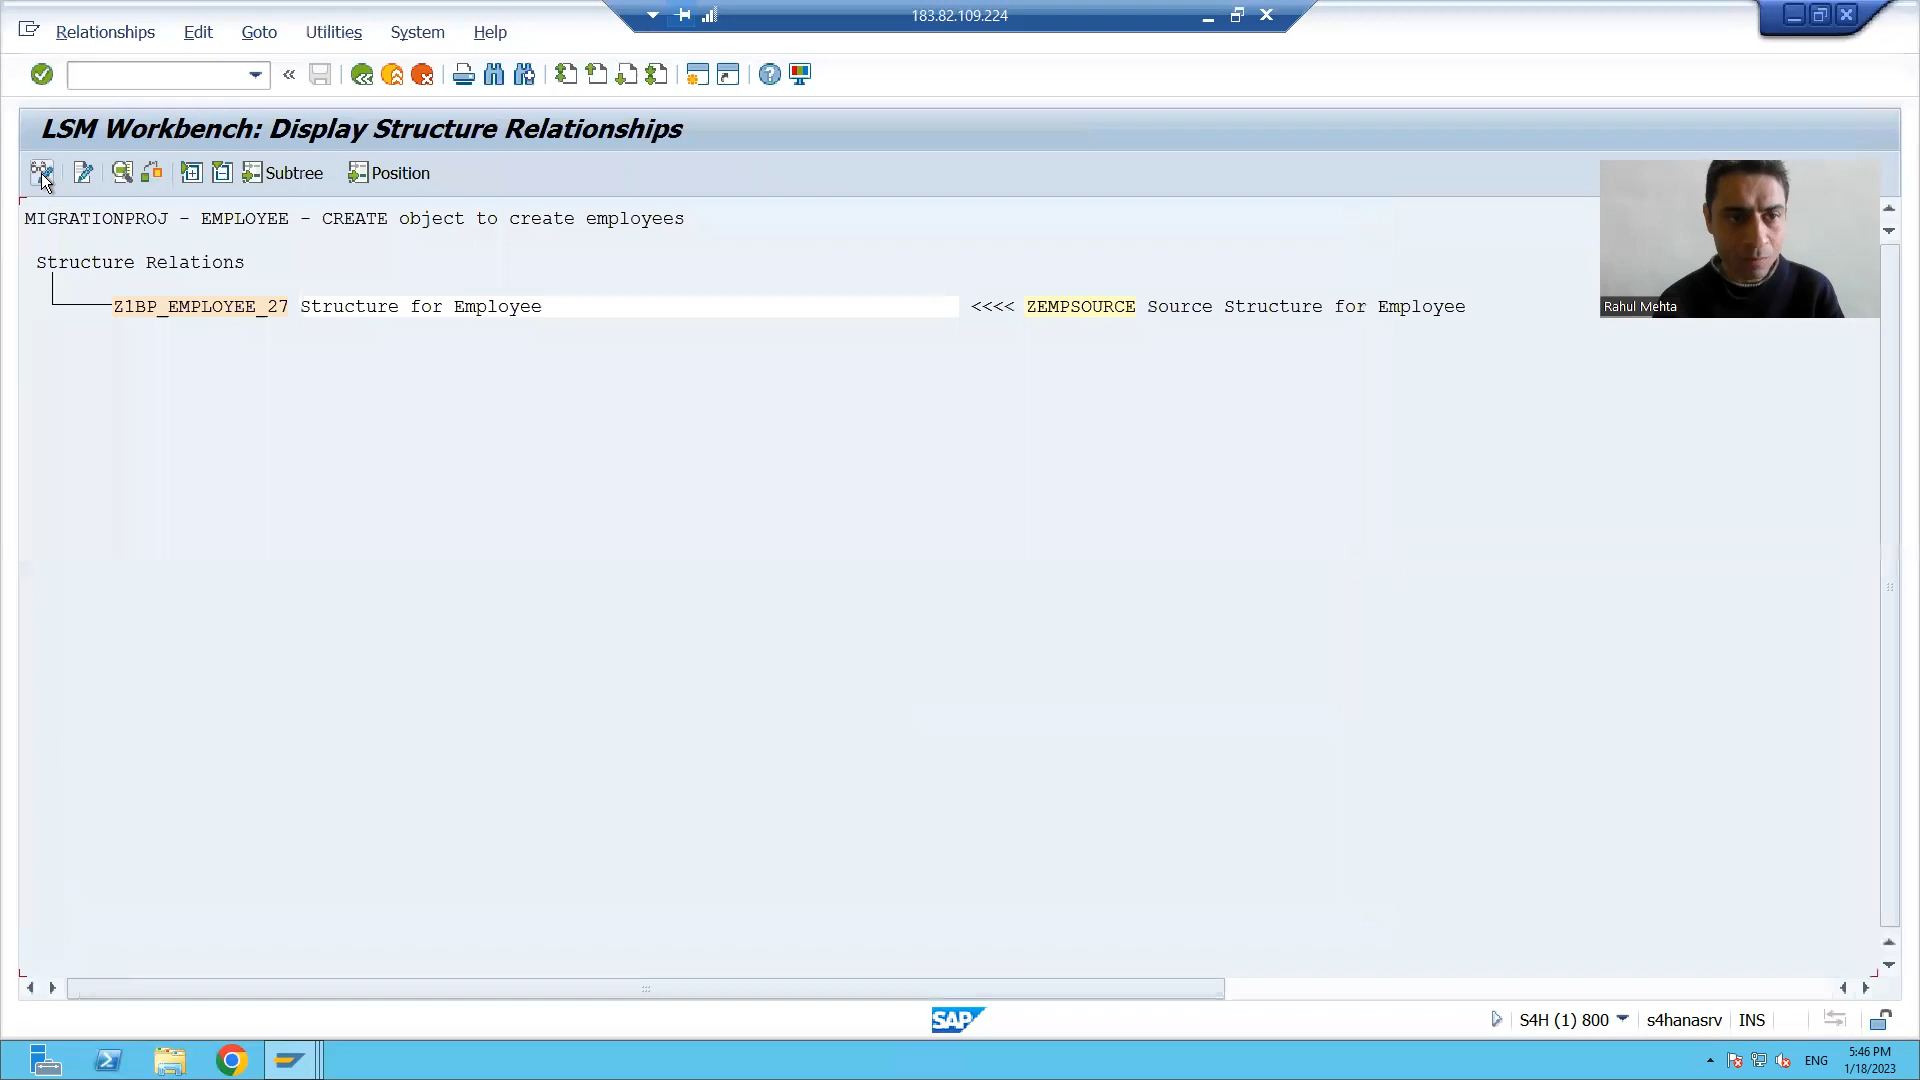 183.82.109.224
Relationships Edit Goto Utilities System Help
LSM Workbench: Display Structure Relationships
Subtree Position
MIGRATIONPROJ - EMPLOYEE - CREATE object to create employees
Structure Relations
Z1BP_EMPLOYEE_27 Structure for Employee <<<< ZEMPSOURCE Source Structure for Employee
Rahul Mehta
SAP
S4H (1) 800 s4hanasrv INS
ENG
5:46 PM
1/18/2023